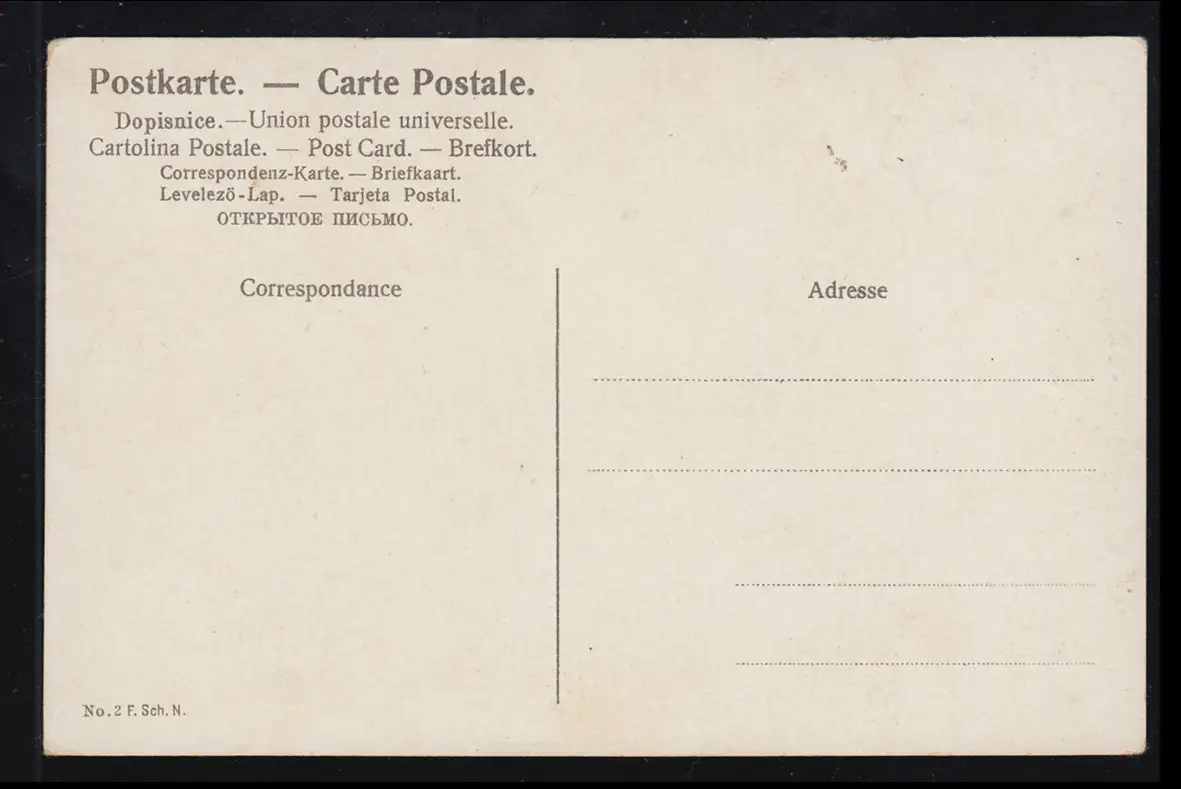 Postkarte. — Carte Postale.
Dopisnice.—Union postale universelle.
Cartolina Postale. — Post Card. — Brefkort.
Correspondenz-Karte. — Briefkaart.
Levelező-Lap. — Tarjeta Postal.
ОТКРЫТОЕ ПИСЬМО.
Correspondance
Adresse
No. 2 F. Sch. N.